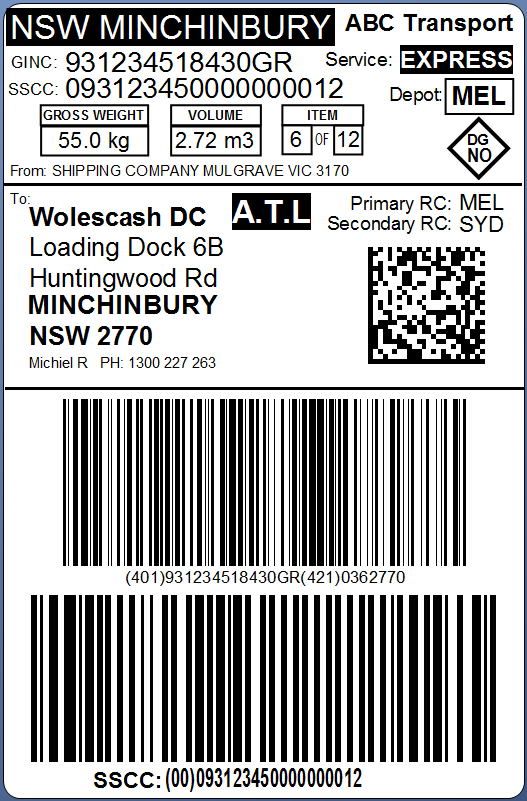 NSW MINCHINBURY ABC Transport
GINC: 931234518430GR Service: EXPRESS
SSCC: 093123450000000012 Depot: MEL
GROSS WEIGHT VOLUME ITEM
55.0 kg 2.72 m3 6 OF 12
DG
NO
From: SHIPPING COMPANY MULGRAVE VIC 3170
To:
Wolescash DC A.T.L Primary RC: MEL
Secondary RC: SYD
Loading Dock 6B
Huntingwood Rd
MINCHINBURY
NSW 2770
Michiel R PH: 1300 227 263
(401)931234518430GR(421)0362770
SSCC: (00)093123450000000012